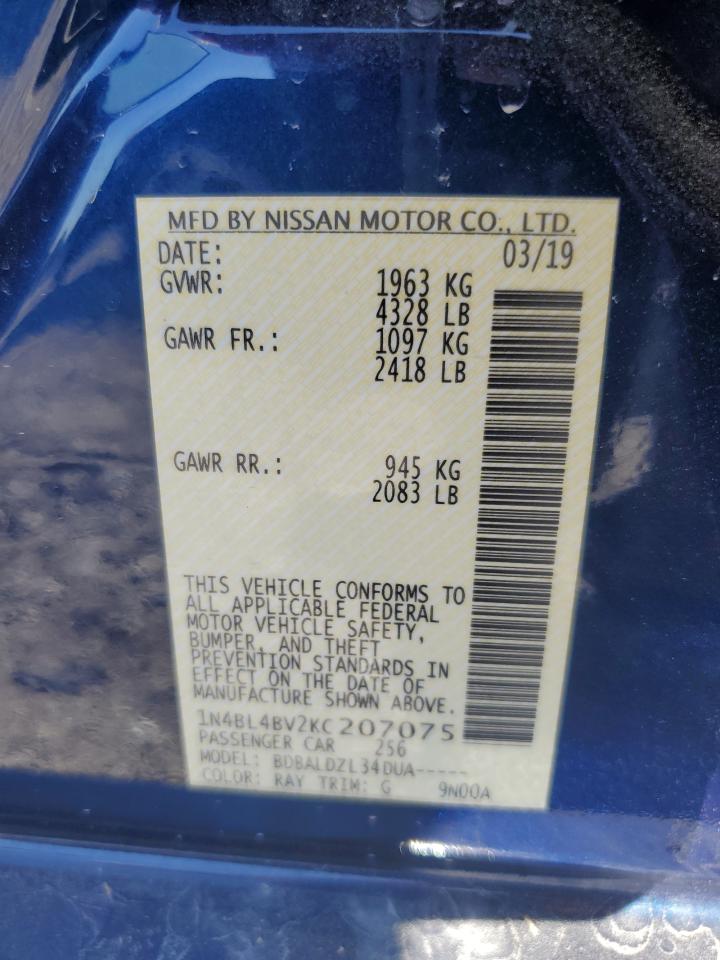 MFD BY NISSAN MOTOR CO., LTD.
DATE: 03/19
GVWR: 1963 KG
4328 LB
GAWR FR.: 1097 KG
2418 LB
GAWR RR.: 945 KG
2083 LB
THIS VEHICLE CONFORMS TO
ALL APPLICABLE FEDERAL
MOTOR VEHICLE SAFETY,
BUMPER, AND THEFT
PREVENTION STANDARDS IN
EFFECT ON THE DATE OF
MANUFACTURE SHOWN ABOVE.
1N4BL4BV2KC207075
PASSENGER CAR 256
MODEL: BDBALDZL34DUA-----
COLOR: RAY TRIM: G 9N00A